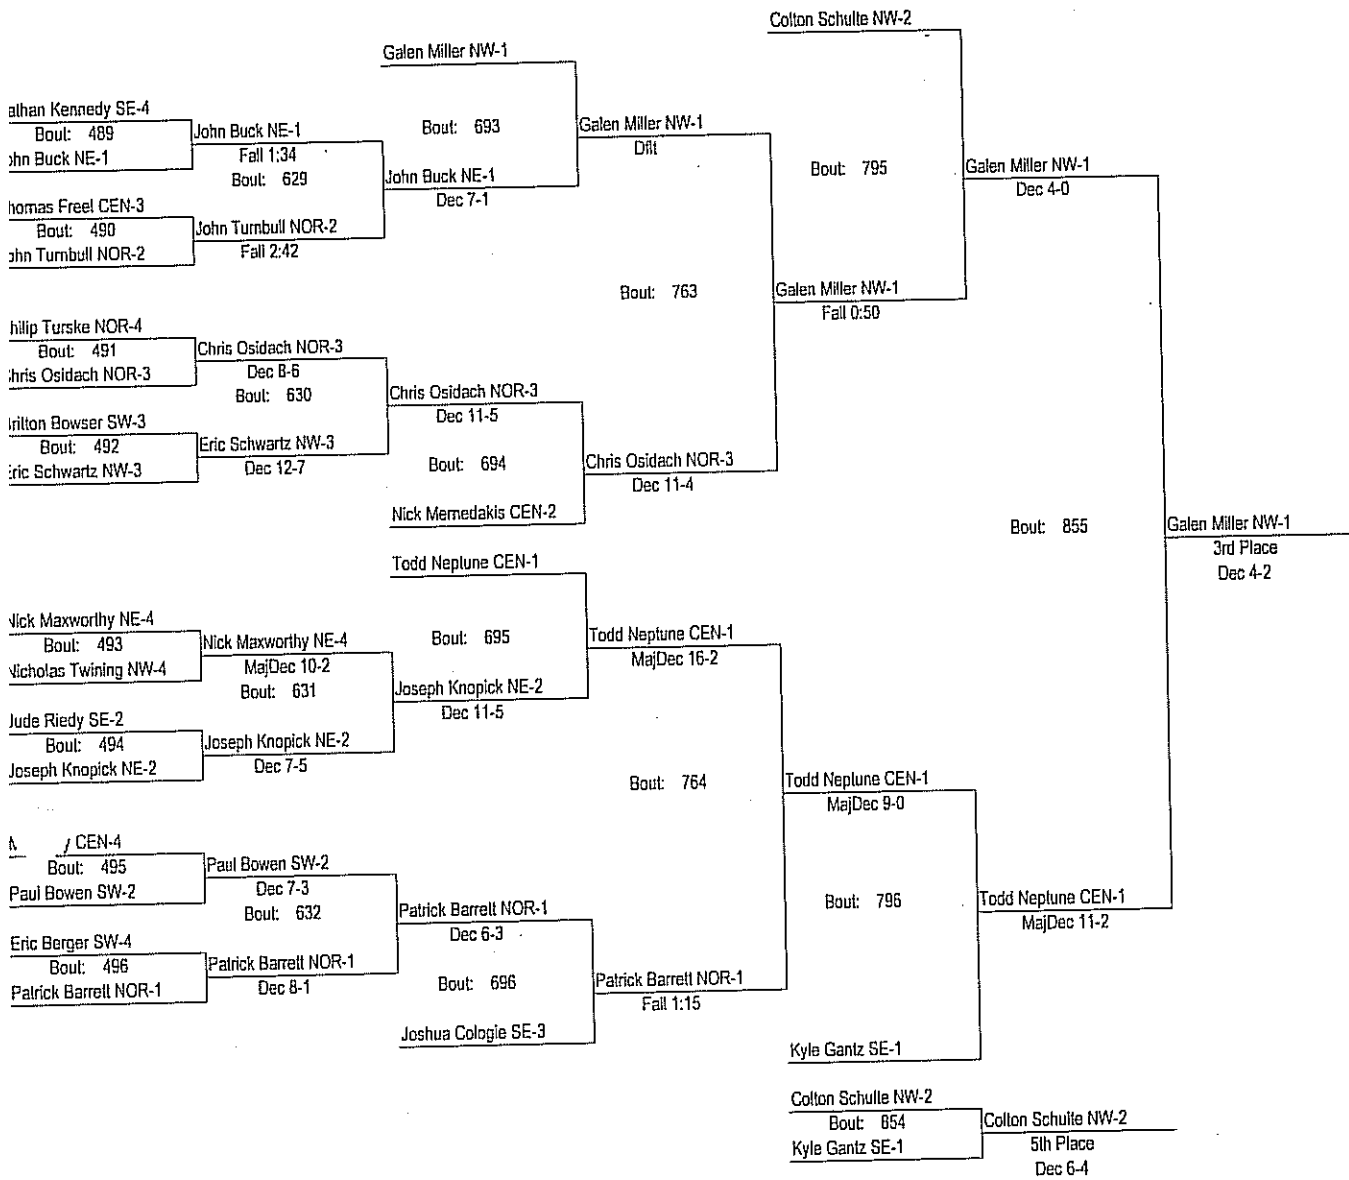 Colton Schulte NW-2
Galen Miller NW-1
athan Kennedy SE-4
Bout: 489
ohn Buck NE-1
John Buck NE-1
Fall 1:34
Bout: 629
Bout: 693
Galen Miller NW-1
Dflt
John Buck NE-1
Dec 7-1
Bout: 795
Galen Miller NW-1
Dec 4-0
homas Freel CEN-3
Bout: 490
ohn Turnbull NOR-2
John Turnbull NOR-2
Fall 2:42
Bout: 763
Galen Miller NW-1
Fall 0:50
hilip Turske NOR-4
Bout: 491
Chris Osidach NOR-3
Chris Osidach NOR-3
Dec 8-6
Bout: 630
Chris Osidach NOR-3
Dec 11-5
rilton Bowser SW-3
Bout: 492
Eric Schwartz NW-3
Eric Schwartz NW-3
Dec 12-7
Bout: 694
Chris Osidach NOR-3
Dec 11-4
Nick Memedakis CEN-2
Bout: 855
Galen Miller NW-1
3rd Place
Dec 4-2
Todd Neptune CEN-1
Nick Maxworthy NE-4
Bout: 493
Nicholas Twining NW-4
Nick Maxworthy NE-4
MajDec 10-2
Bout: 631
Bout: 695
Todd Neptune CEN-1
MajDec 16-2
Joseph Knopick NE-2
Dec 11-5
Jude Riedy SE-2
Bout: 494
Joseph Knopick NE-2
Joseph Knopick NE-2
Dec 7-5
Bout: 764
Todd Neptune CEN-1
MajDec 9-0
CEN-4
Bout: 495
Paul Bowen SW-2
Paul Bowen SW-2
Dec 7-3
Bout: 632
Patrick Barrett NOR-1
Dec 6-3
Bout: 796
Todd Neptune CEN-1
MajDec 11-2
Eric Berger SW-4
Bout: 496
Patrick Barrett NOR-1
Patrick Barrett NOR-1
Dec 8-1
Bout: 696
Patrick Barrett NOR-1
Fall 1:15
Joshua Cologie SE-3
Kyle Gantz SE-1
Colton Schulte NW-2
Bout: 854
Kyle Gantz SE-1
Colton Schulte NW-2
5th Place
Dec 6-4